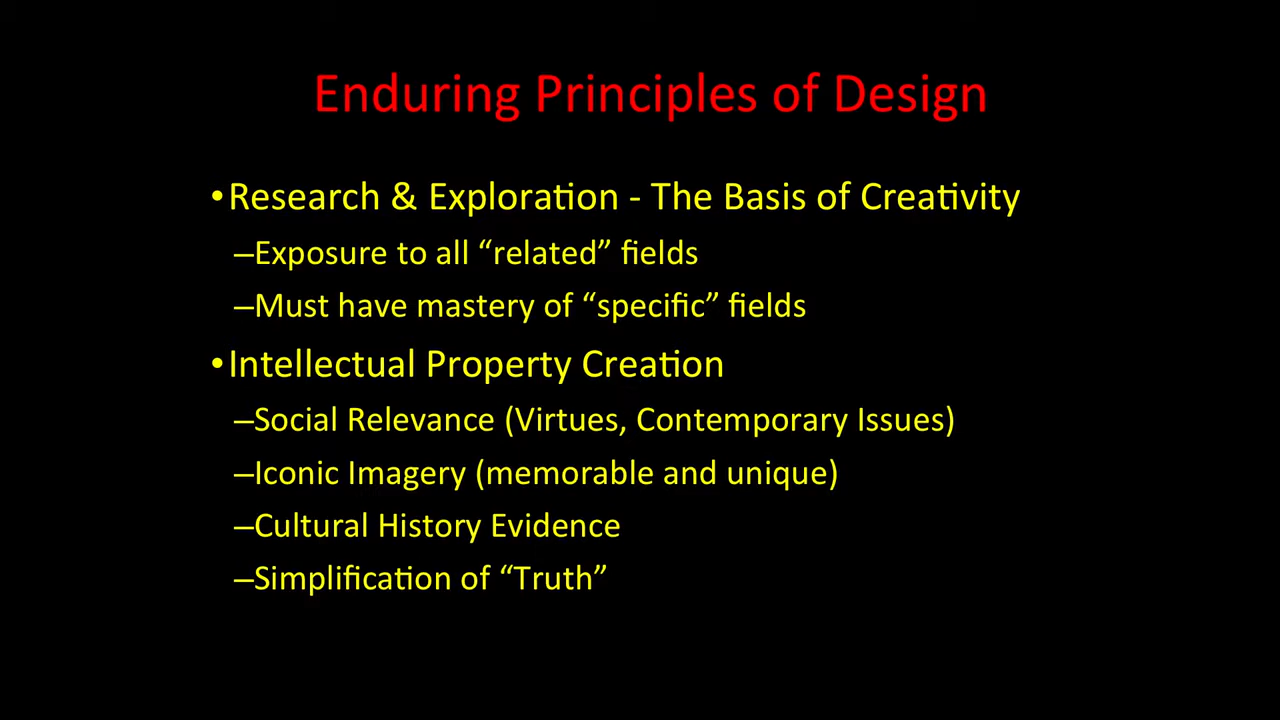 Enduring Principles of Design
•Research & Exploration - The Basis of Creativity
–Exposure to all “related” fields
–Must have mastery of “specific” fields
•Intellectual Property Creation
–Social Relevance (Virtues, Contemporary Issues)
–Iconic Imagery (memorable and unique)
–Cultural History Evidence
–Simplification of “Truth”